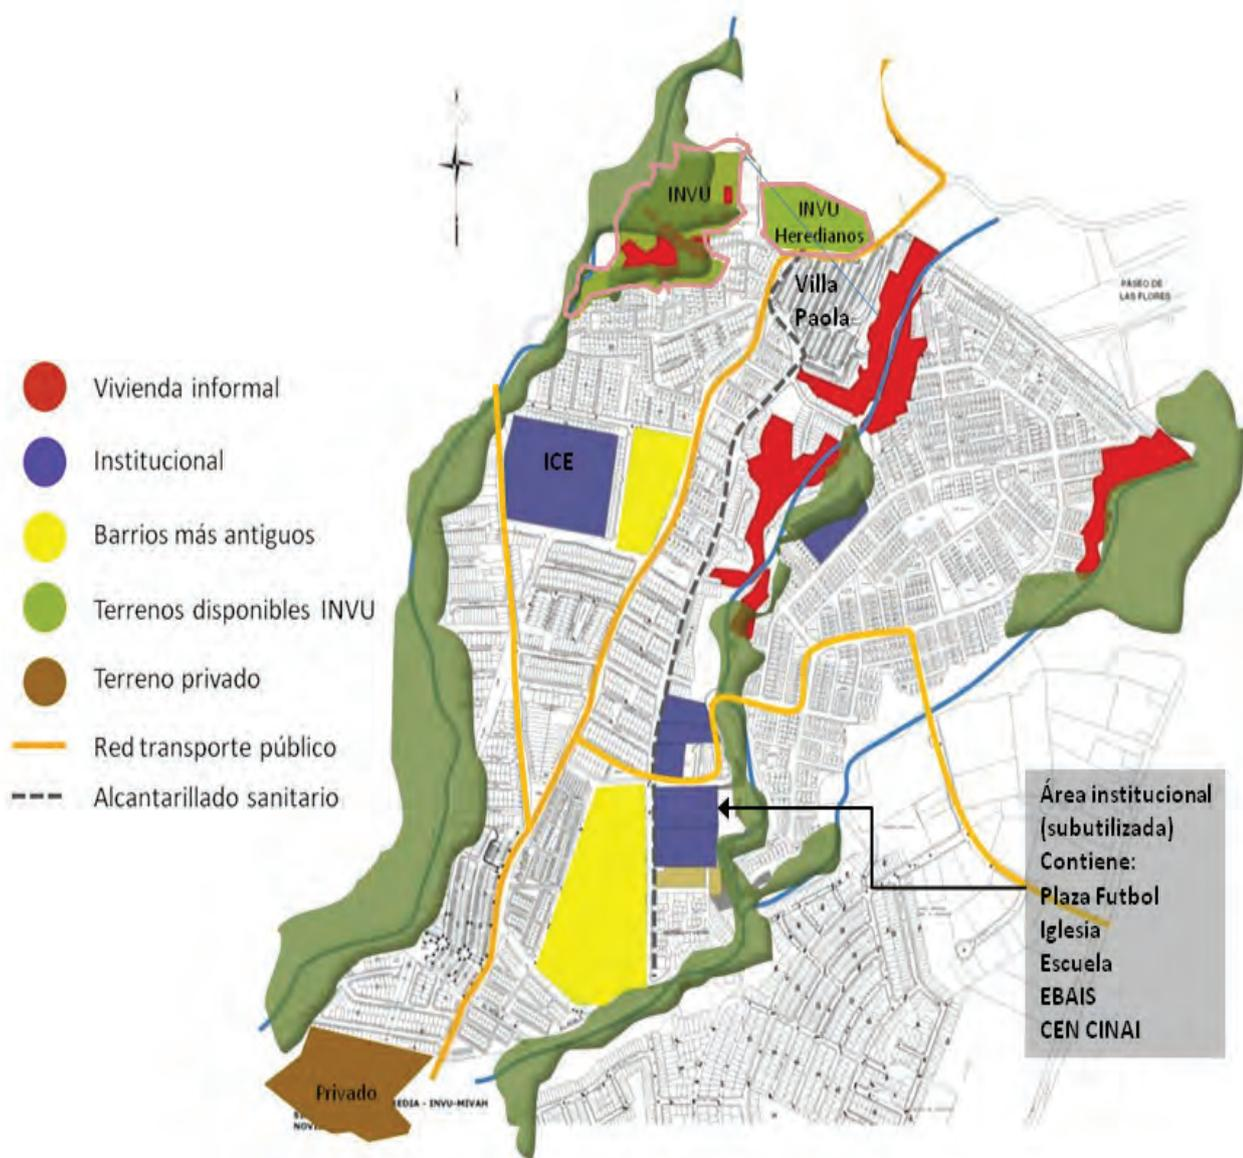 INVU
INVU
Heredianos
Villa
Paola
PASEO DE
LAS FLORES
Vivienda informal
Institucional
Barrios más antiguos
Terrenos disponibles INVU
Terreno privado
Red transporte público
Alcantarillado sanitario
ICE
Área institucional
(subutilizada)
Contiene:
Plaza Futbol
Iglesia
Escuela
EBAIS
CEN CINAI
Privado
EDIA - INVU-MIVAH